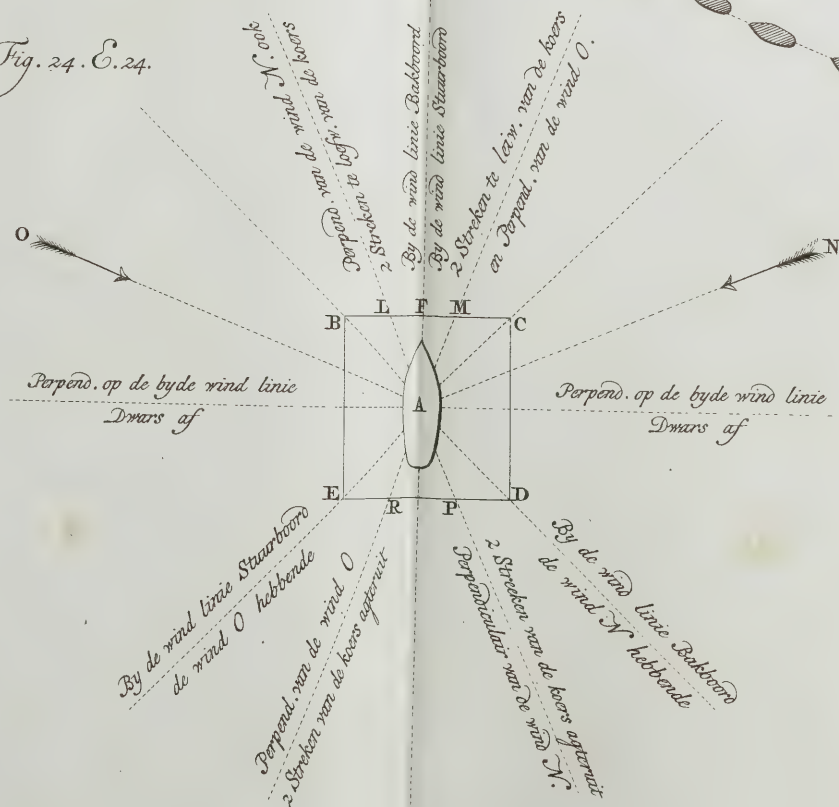 Fig. 24. E. 24.
Perpend. van de wind N. ook
2 Streken te loefw. van de koers
By de wind linie Bakboord
By de wind linie Stuurboord
2 Streken te leiw. van de koers
en Perpend. van de wind O.
O
N
B
L
F
M
C
Perpend. op de byde wind linie
Dwars af
A
Perpend. op de byde wind linie
Dwars af
E
R
P
D
By de wind linie Stuurboord
de wind O hebbende
Perpend. van de wind O
2 Streken van de koers agteruit
2 Streeken van de koers agteruit
Perpendiculair van de wind N.
By de wind linie Bakboord
de wind N hebbende